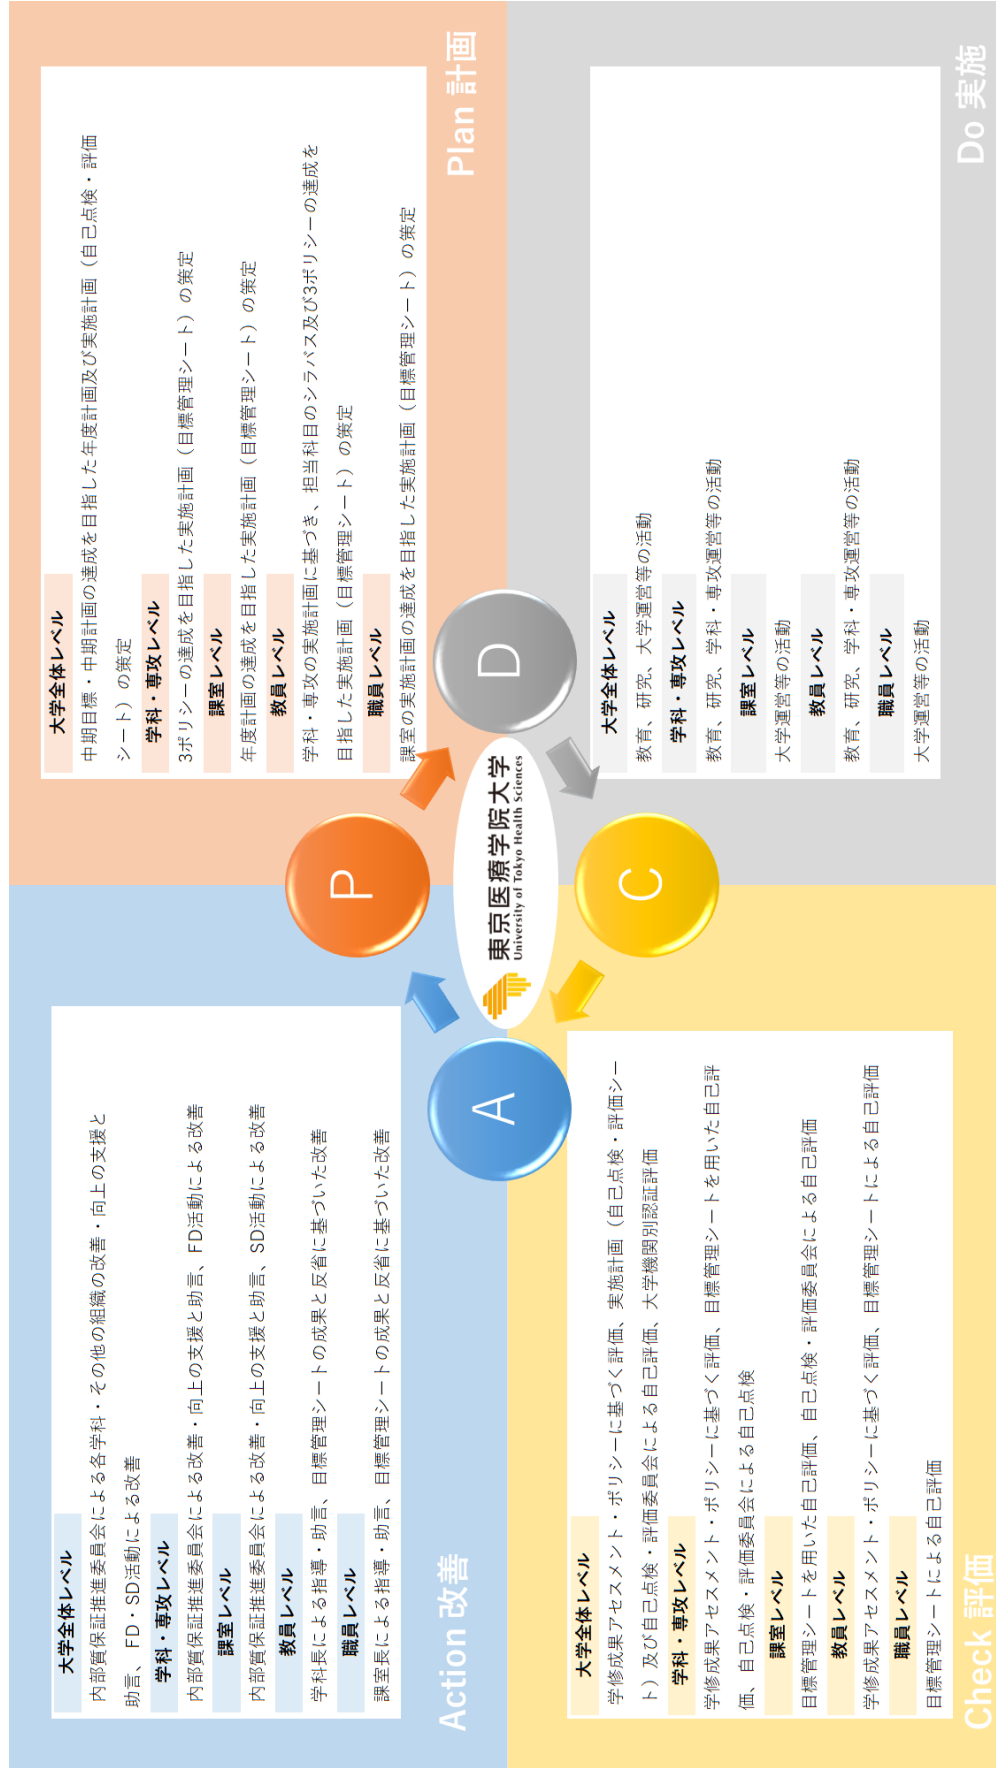 Action 改善
大学全体レベル
内部質保証推進委員会による各学科・その他の組織の改善・向上の支援と
助言、FD・SD活動による改善
学科・専攻レベル
内部質保証推進委員会による改善・向上の支援と助言、FD活動による改善
課室レベル
内部質保証推進委員会による改善・向上の支援と助言、SD活動による改善
教員レベル
学科長による指導・助言、目標管理シートの成果と反省に基づいた改善
職員レベル
課室長による指導・助言、目標管理シートの成果と反省に基づいた改善
Plan 計画
大学全体レベル
中期目標・中期計画の達成を目指した年度計画及び実施計画（自己点検・評価
シート）の策定
学科・専攻レベル
3ポリシーの達成を目指した実施計画（目標管理シート）の策定
課室レベル
年度計画の達成を目指した実施計画（目標管理シート）の策定
教員レベル
学科・専攻の実施計画に基づき、担当科目のシラバス及び3ポリシーの達成を
目指した実施計画（目標管理シート）の策定
職員レベル
課室の実施計画の達成を目指した実施計画（目標管理シート）の策定
P
A
D
C
東京医療学院大学
University of Tokyo Health Sciences
大学全体レベル
学修成果アセスメント・ポリシーに基づく評価、実施計画（自己点検・評価シー
ト）及び自己点検・評価委員会による自己評価、大学機関別認証評価
学科・専攻レベル
学修成果アセスメント・ポリシーに基づく評価、目標管理シートを用いた自己評
価、自己点検・評価委員会による自己点検
課室レベル
目標管理シートを用いた自己評価、自己点検・評価委員会による自己評価
教員レベル
学修成果アセスメント・ポリシーに基づく評価、目標管理シートによる自己評価
職員レベル
目標管理シートによる自己評価
Check 評価
大学全体レベル
教育、研究、大学運営等の活動
学科・専攻レベル
教育、研究、学科・専攻運営等の活動
課室レベル
大学運営等の活動
教員レベル
教育、研究、学科・専攻運営等の活動
職員レベル
大学運営等の活動
Do 実施